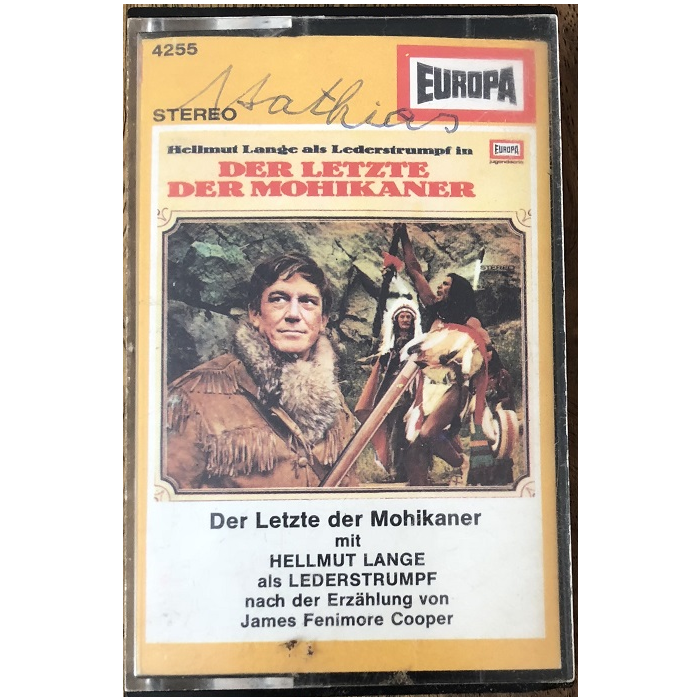 4255
EUROPA
STEREO
Mathias
Hellmut Lange als Lederstrumpf in
EUROPA
jugendserie
DER LETZTE
DER MOHIKANER
STEREO
Der Letzte der Mohikaner
mit
HELLMUT LANGE
als LEDERSTRUMPF
nach der Erzählung von
James Fenimore Cooper